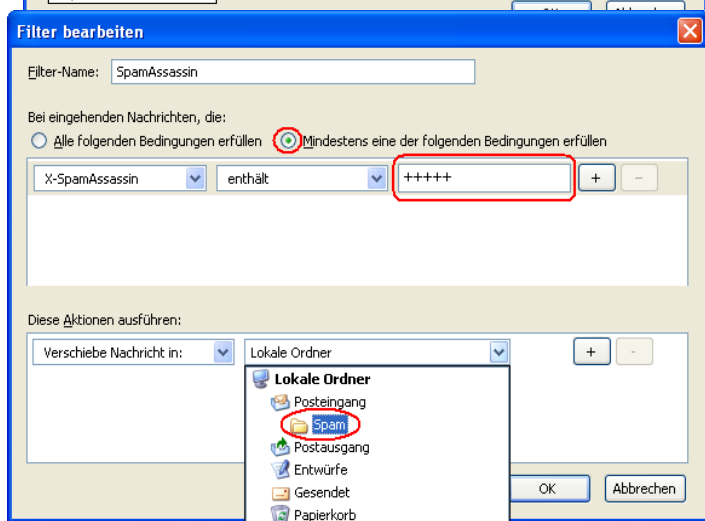 Filter bearbeiten
Filter-Name: SpamAssassin
Bei eingehenden Nachrichten, die:
Alle folgenden Bedingungen erfüllen Mindestens eine der folgenden Bedingungen erfüllen
X-SpamAssassin enthält +++++ + -
Diese Aktionen ausführen:
Verschiebe Nachricht in: Lokale Ordner + -
Lokale Ordner
Posteingang
Spam
Postausgang
Entwürfe
Gesendet
OK Abbrechen
Papierkorb